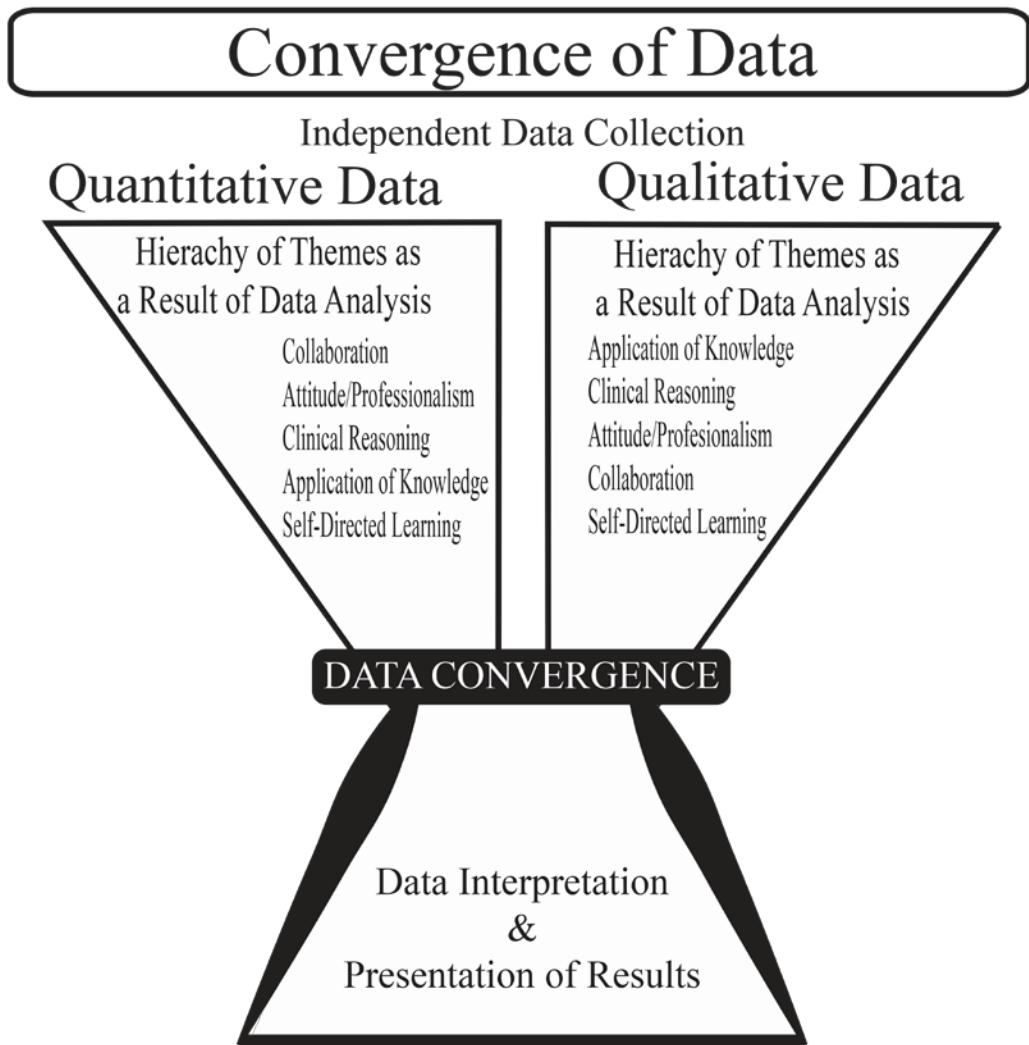 Convergence of Data
Independent Data Collection
Quantitative Data
Hierachy of Themes as
a Result of Data Analysis
Collaboration
Attitude/Professionalism
Clinical Reasoning
Application of Knowledge
Self-Directed Learning
Qualitative Data
Hierachy of Themes as
a Result of Data Analysis
Application of Knowledge
Clinical Reasoning
Attitude/Profesionalism
Collaboration
Self-Directed Learning
DATA CONVERGENCE
Data Interpretation
&
Presentation of Results